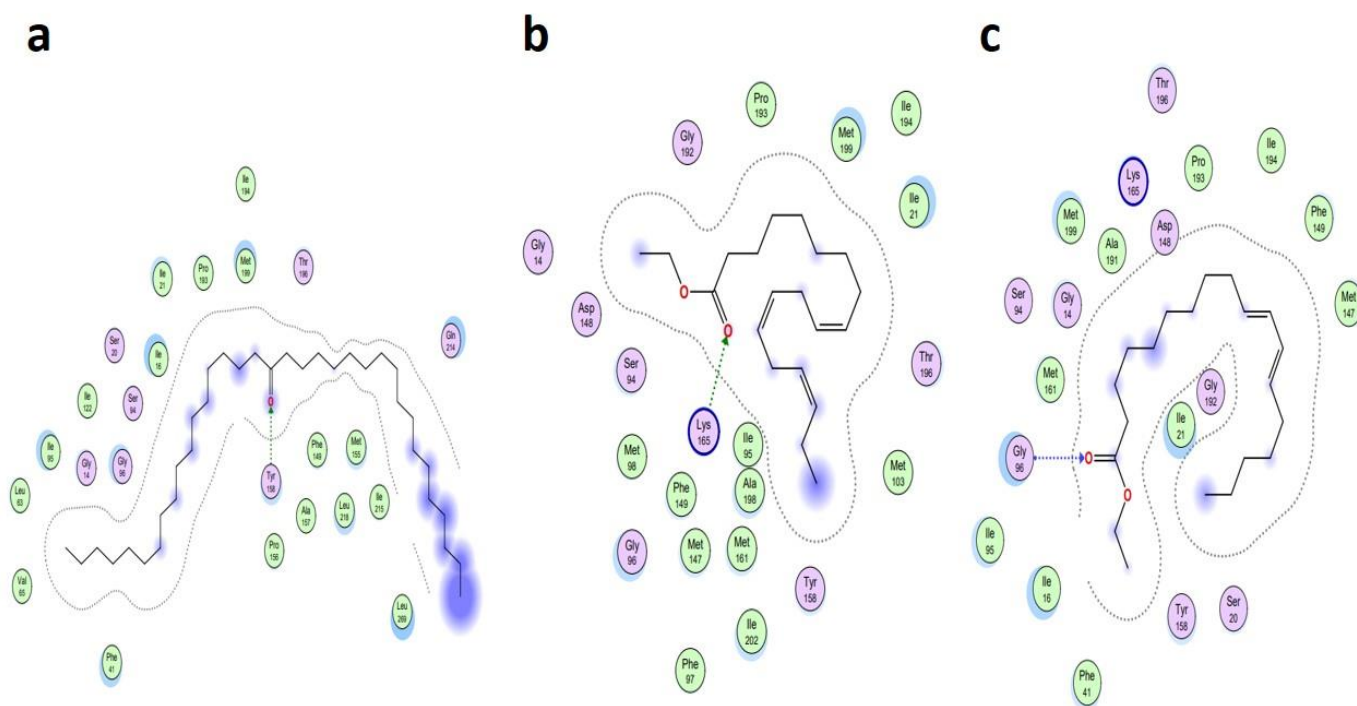 a
Ile
194
Ile
21
Pro
193
Met
199
Thr
196
Ser
20
Ile
16
Gln
214
Ile
122
Ser
94
Ile
95
Gly
14
Gly
96
O
Phe
149
Met
155
Leu
63
Tyr
158
Ala
157
Leu
218
Ile
215
Pro
156
Val
65
Leu
269
Phe
41
b
Pro
193
Ile
194
Gly
192
Met
199
Ile
21
Gly
14
O
O
Asp
148
Ser
94
Thr
196
Lys
165
Ile
95
Met
98
Met
103
Phe
149
Ala
198
Gly
96
Met
147
Met
161
Tyr
158
Ile
202
Phe
97
c
Thr
196
Lys
165
Pro
193
Ile
194
Met
199
Ala
191
Asp
148
Phe
149
Ser
94
Gly
14
Met
147
Met
161
Gly
192
Ile
21
Gly
96
O
O
Ile
95
Ile
16
Tyr
158
Ser
20
Phe
41